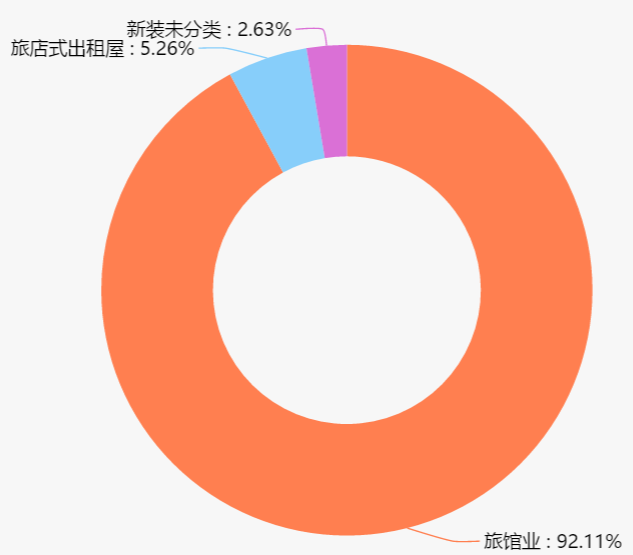 新装未分类 : 2.63%
旅店式出租屋 : 5.26%
旅馆业 : 92.11%